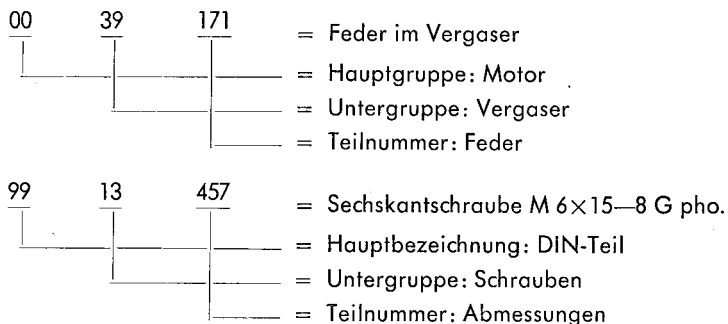 00 39 171 = Feder im Vergaser
= Hauptgruppe: Motor
= Untergruppe: Vergaser
= Teilnummer: Feder
99 13 457 = Sechskantschraube M 6×15—8 G pho.
= Hauptbezeichnung: DIN-Teil
= Untergruppe: Schrauben
= Teilnummer: Abmessungen